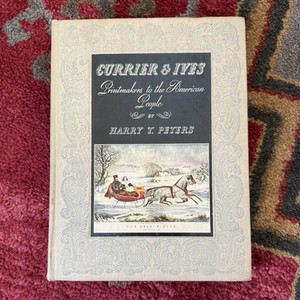 CURRIER & IVES
Printmakers to the American
People
BY
HARRY T. PETERS